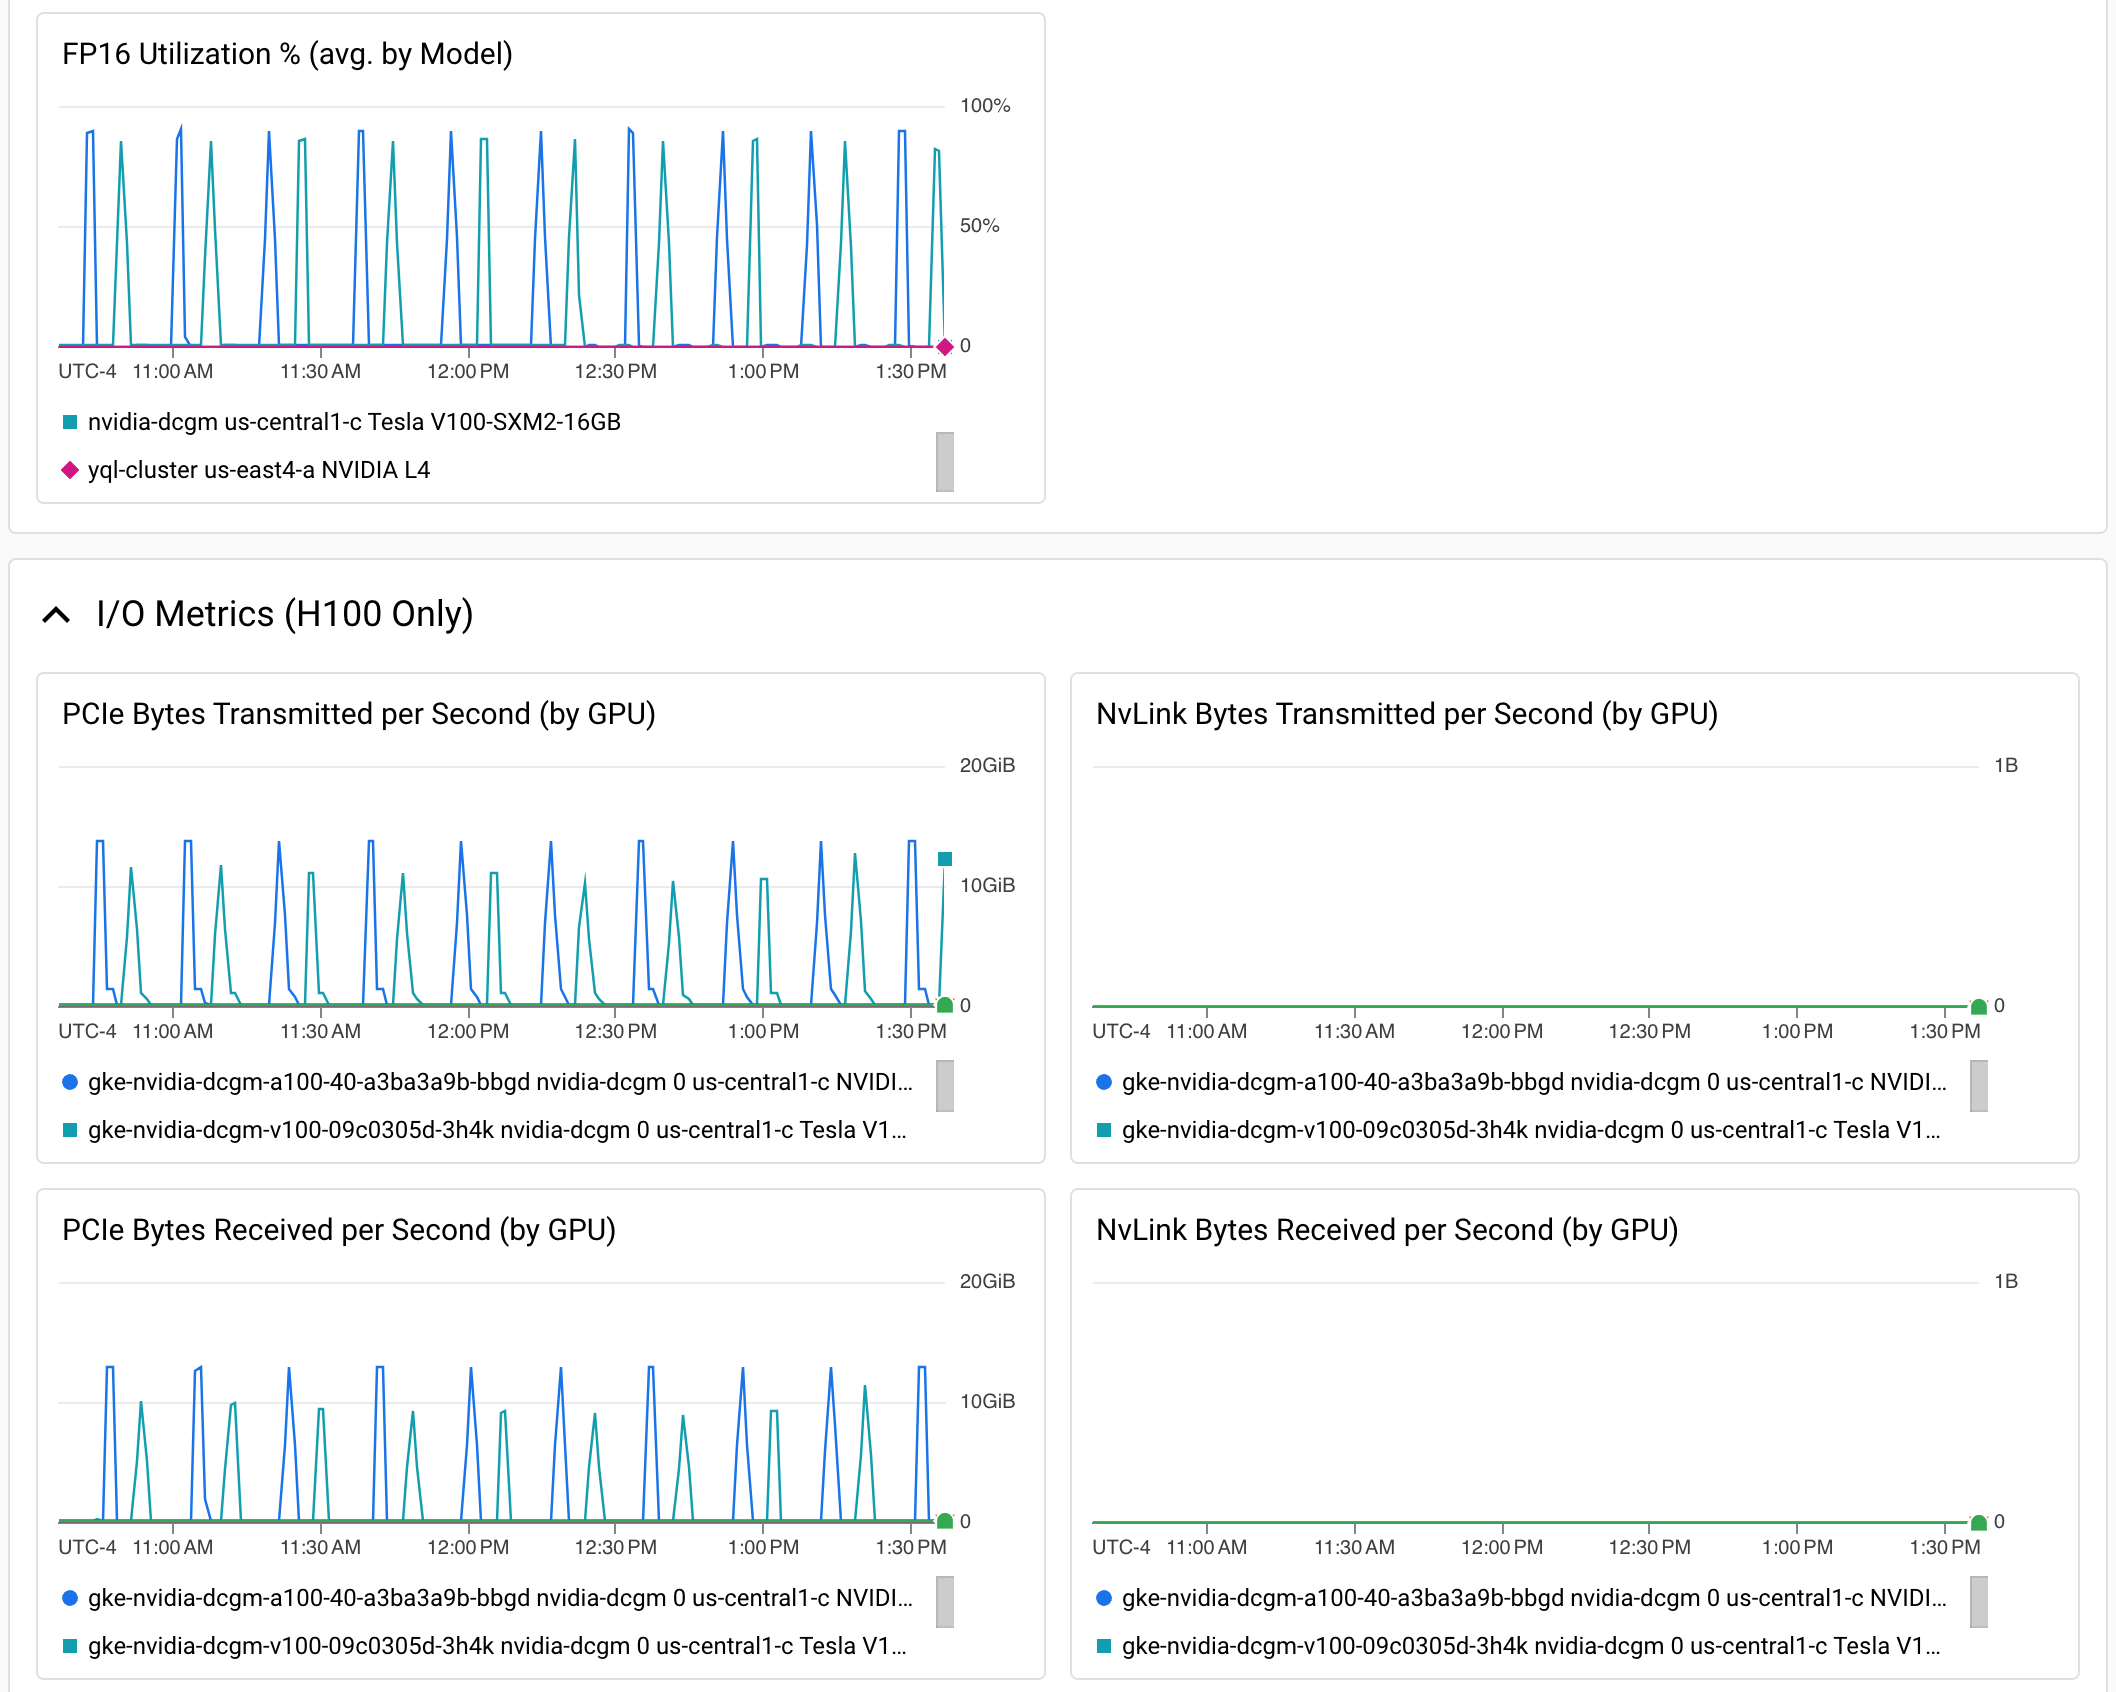 FP16 Utilization % (avg. by Model)
100%
50%
0
UTC-4 11:00 AM 11:30 AM 12:00 PM 12:30 PM 1:00 PM 1:30 PM
nvidia-dcgm us-central1-c Tesla V100-SXM2-16GB
yql-cluster us-east4-a NVIDIA L4
I/O Metrics (H100 Only)
PCIe Bytes Transmitted per Second (by GPU)
20GiB
10GiB
0
UTC-4 11:00 AM 11:30 AM 12:00 PM 12:30 PM 1:00 PM 1:30 PM
gke-nvidia-dcgm-a100-40-a3ba3a9b-bbgd nvidia-dcgm 0 us-central1-c NVIDI...
gke-nvidia-dcgm-v100-09c0305d-3h4k nvidia-dcgm 0 us-central1-c Tesla V1...
NvLink Bytes Transmitted per Second (by GPU)
1B
0
UTC-4 11:00 AM 11:30 AM 12:00 PM 12:30 PM 1:00 PM 1:30 PM
gke-nvidia-dcgm-a100-40-a3ba3a9b-bbgd nvidia-dcgm 0 us-central1-c NVIDI...
gke-nvidia-dcgm-v100-09c0305d-3h4k nvidia-dcgm 0 us-central1-c Tesla V1...
PCIe Bytes Received per Second (by GPU)
20GiB
10GiB
0
UTC-4 11:00 AM 11:30 AM 12:00 PM 12:30 PM 1:00 PM 1:30 PM
gke-nvidia-dcgm-a100-40-a3ba3a9b-bbgd nvidia-dcgm 0 us-central1-c NVIDI...
gke-nvidia-dcgm-v100-09c0305d-3h4k nvidia-dcgm 0 us-central1-c Tesla V1...
NvLink Bytes Received per Second (by GPU)
1B
0
UTC-4 11:00 AM 11:30 AM 12:00 PM 12:30 PM 1:00 PM 1:30 PM
gke-nvidia-dcgm-a100-40-a3ba3a9b-bbgd nvidia-dcgm 0 us-central1-c NVIDI...
gke-nvidia-dcgm-v100-09c0305d-3h4k nvidia-dcgm 0 us-central1-c Tesla V1...